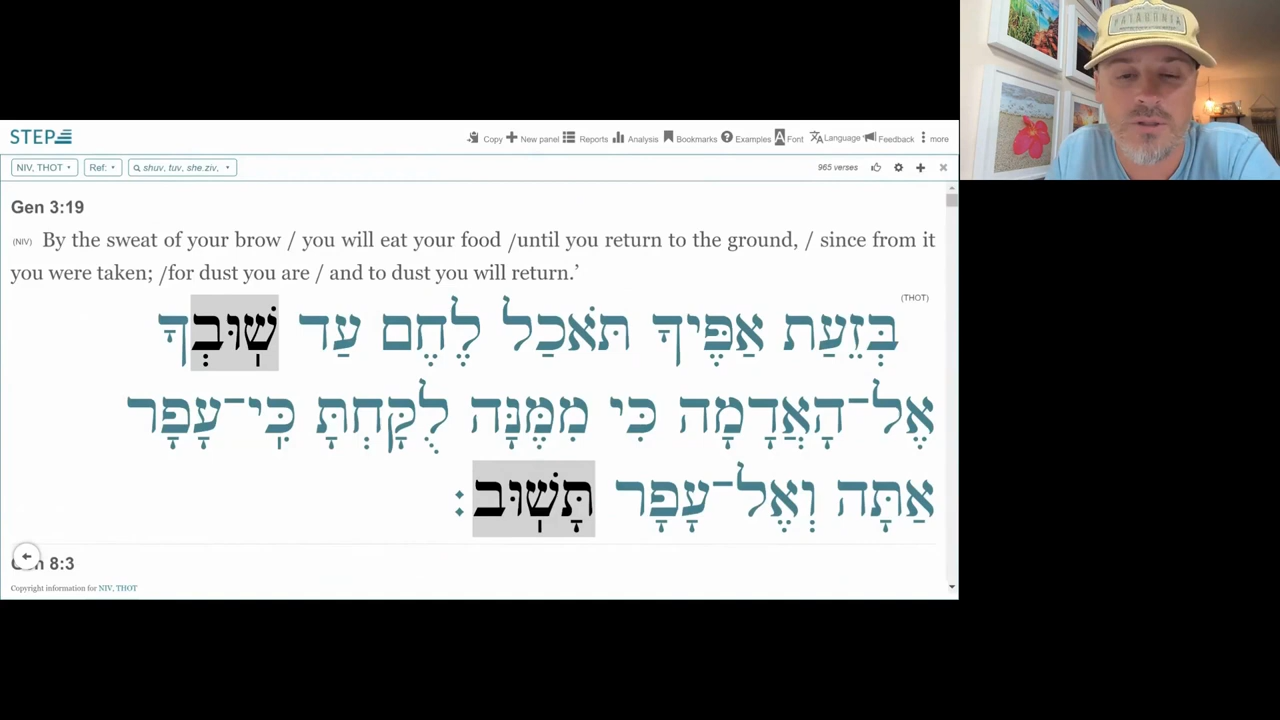 PATAGONIA
STEP
Copy New panel Reports Analysis Bookmarks Examples A Font Language Feedback more
NIV, THOT Ref: shuv, tuv, she.ziv, 965 verses
Gen 3:19
(NIV) By the sweat of your brow / you will eat your food /until you return to the ground, / since from it
you were taken; /for dust you are / and to dust you will return.’
(THOT)
בְּזֵעַת אַפֶּיךָ תֹּאכַל לֶחֶם עַד שֽׁוּבְךָ
אֶל־הָאֲדָמָה כִּי מִמֶּנָּה לֻקָּחְתָּ כִּֽי־עָפָר
אַתָּה וְאֶל־עָפָר תָּשֽׁוּב׃
Gen 8:3
Copyright information for NIV, THOT